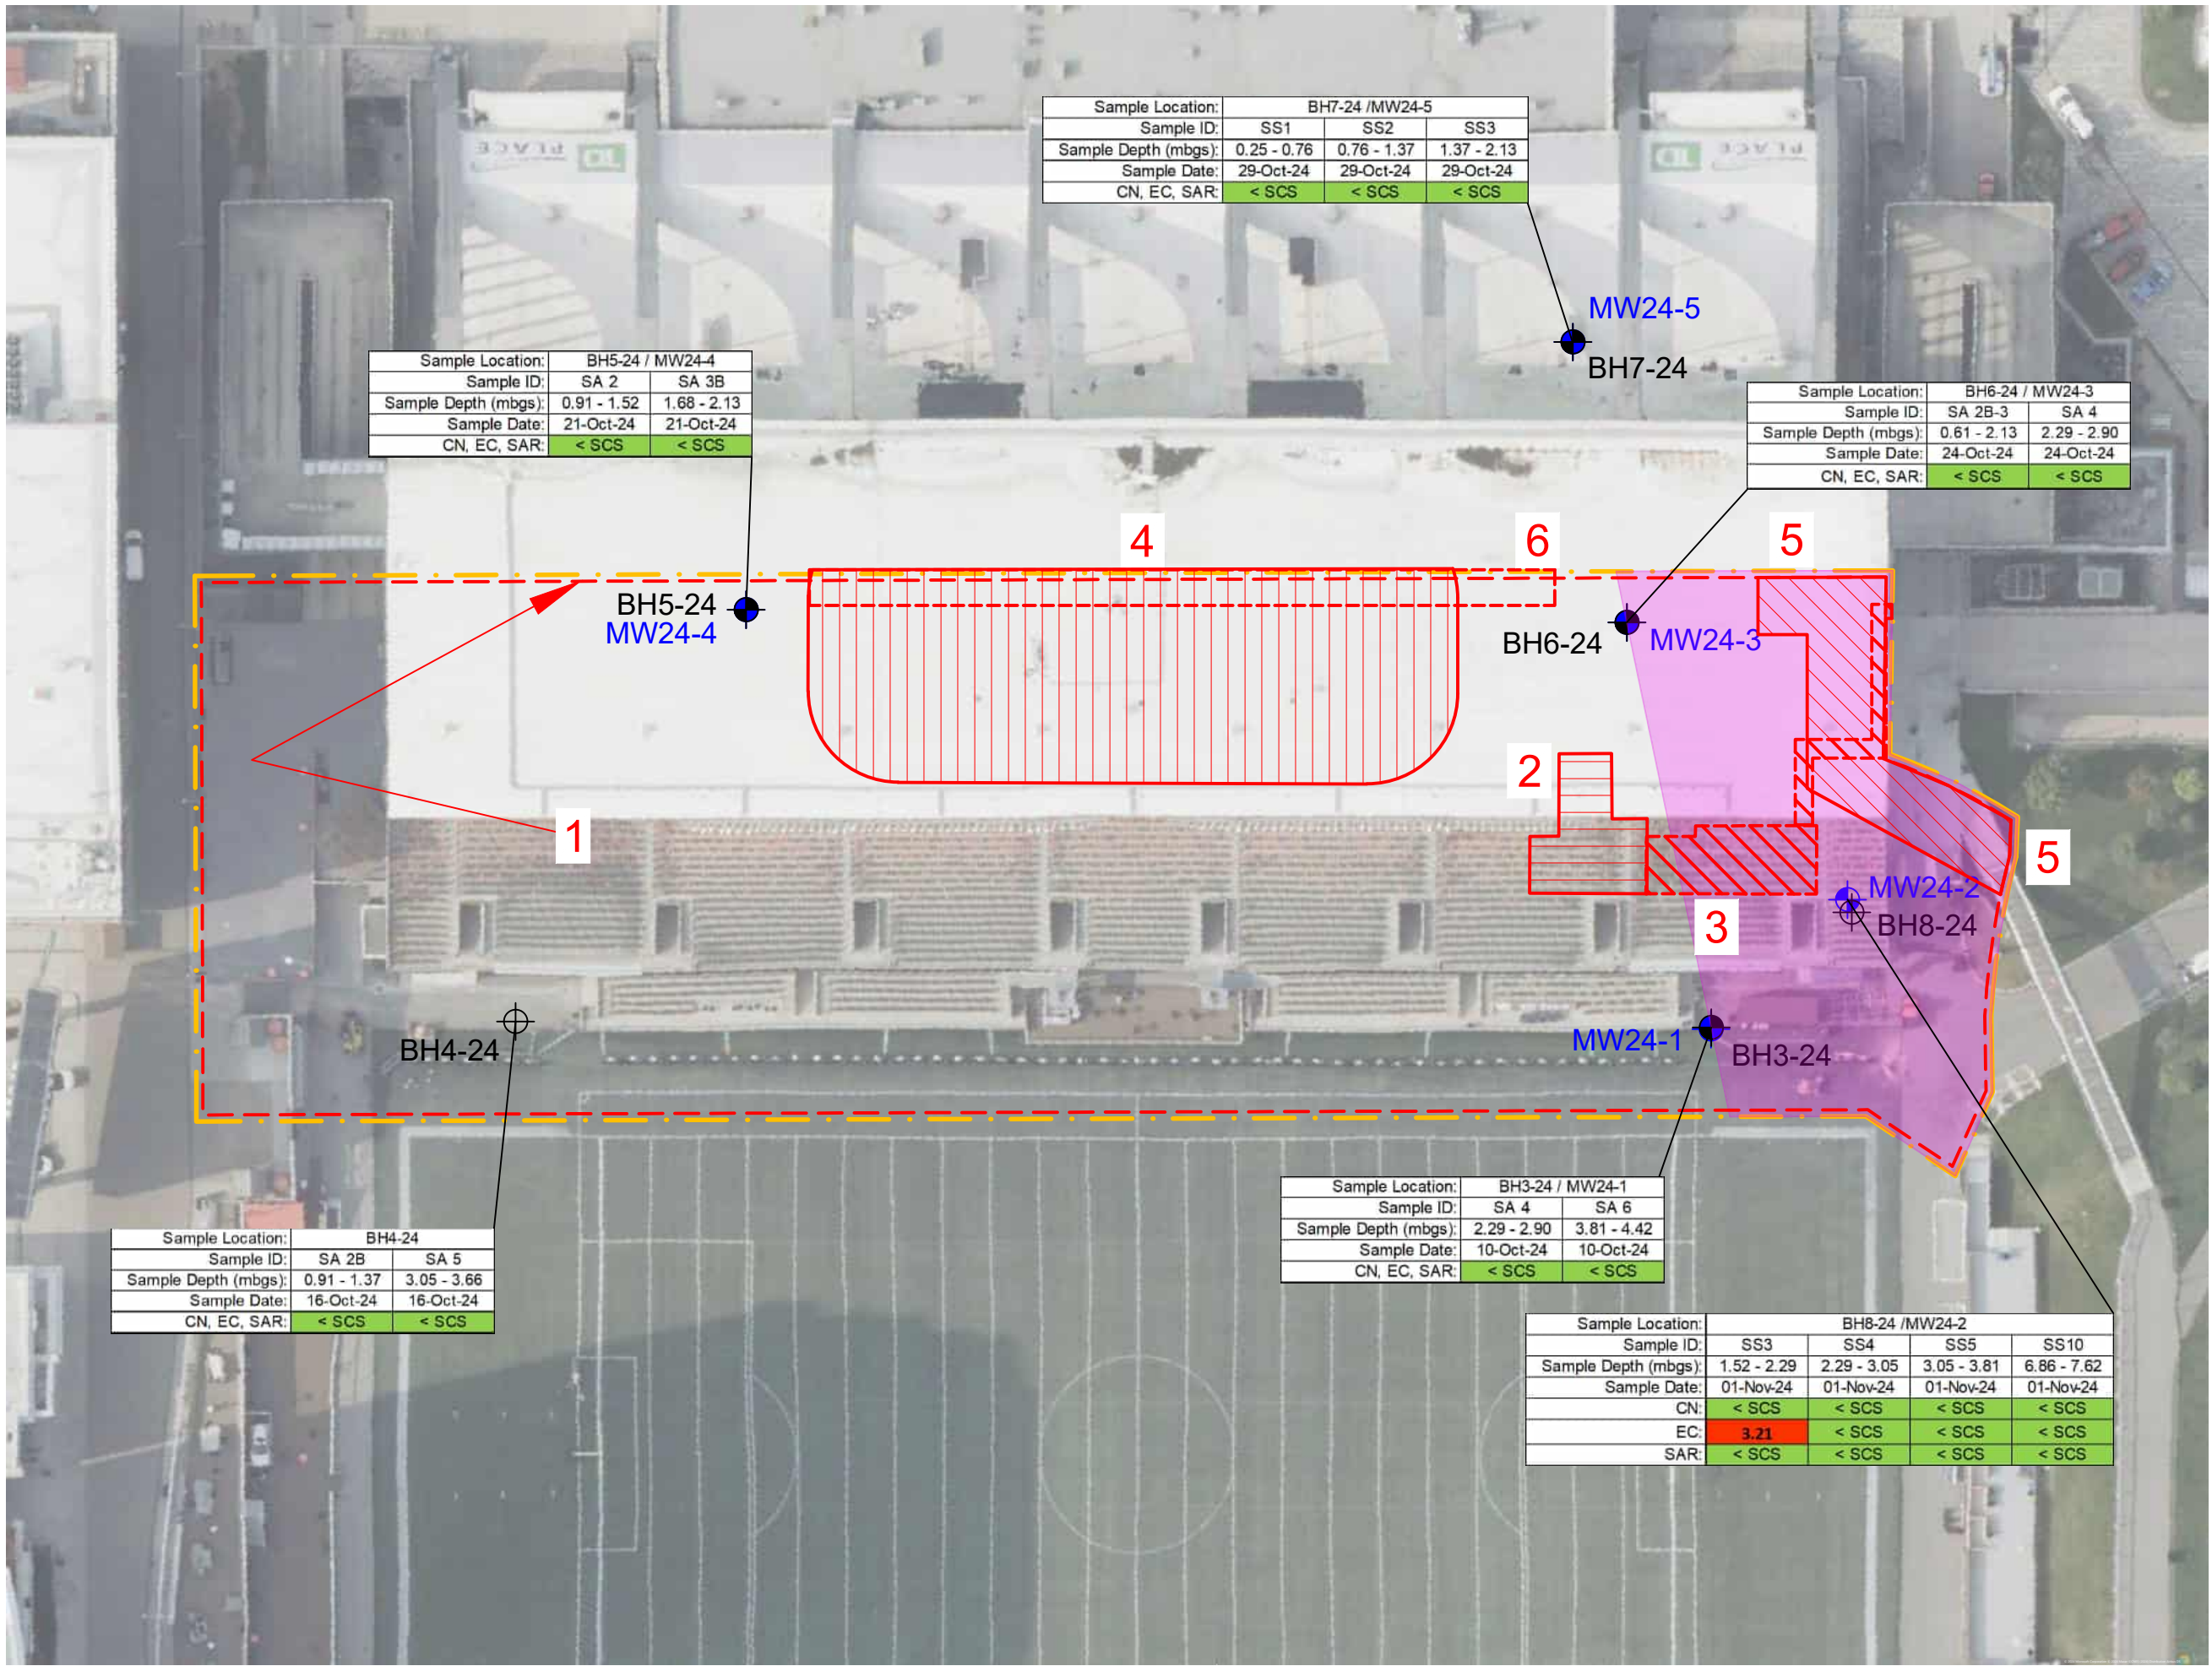 Sample Location: BH7-24 /MW24-5
Sample ID: SS1 SS2 SS3
Sample Depth (mbgs): 0.25 - 0.76 0.76 - 1.37 1.37 - 2.13
Sample Date: 29-Oct-24 29-Oct-24 29-Oct-24
CN, EC, SAR: < SCS < SCS < SCS
TD PLACE
TD PLACE
MW24-5
BH7-24
Sample Location: BH5-24 / MW24-4
Sample ID: SA 2 SA 3B
Sample Depth (mbgs): 0.91 - 1.52 1.68 - 2.13
Sample Date: 21-Oct-24 21-Oct-24
CN, EC, SAR: < SCS < SCS
Sample Location: BH6-24 / MW24-3
Sample ID: SA 2B-3 SA 4
Sample Depth (mbgs): 0.61 - 2.13 2.29 - 2.90
Sample Date: 24-Oct-24 24-Oct-24
CN, EC, SAR: < SCS < SCS
4
6
5
BH5-24
MW24-4
BH6-24
MW24-3
2
1
5
MW24-2
BH8-24
3
BH4-24
MW24-1
BH3-24
Sample Location: BH3-24 / MW24-1
Sample ID: SA 4 SA 6
Sample Depth (mbgs): 2.29 - 2.90 3.81 - 4.42
Sample Date: 10-Oct-24 10-Oct-24
CN, EC, SAR: < SCS < SCS
Sample Location: BH4-24
Sample ID: SA 2B SA 5
Sample Depth (mbgs): 0.91 - 1.37 3.05 - 3.66
Sample Date: 16-Oct-24 16-Oct-24
CN, EC, SAR: < SCS < SCS
Sample Location: BH8-24 /MW24-2
Sample ID: SS3 SS4 SS5 SS10
Sample Depth (mbgs): 1.52 - 2.29 2.29 - 3.05 3.05 - 3.81 6.86 - 7.62
Sample Date: 01-Nov-24 01-Nov-24 01-Nov-24 01-Nov-24
CN: < SCS < SCS < SCS < SCS
EC: 3.21 < SCS < SCS < SCS
SAR: < SCS < SCS < SCS < SCS